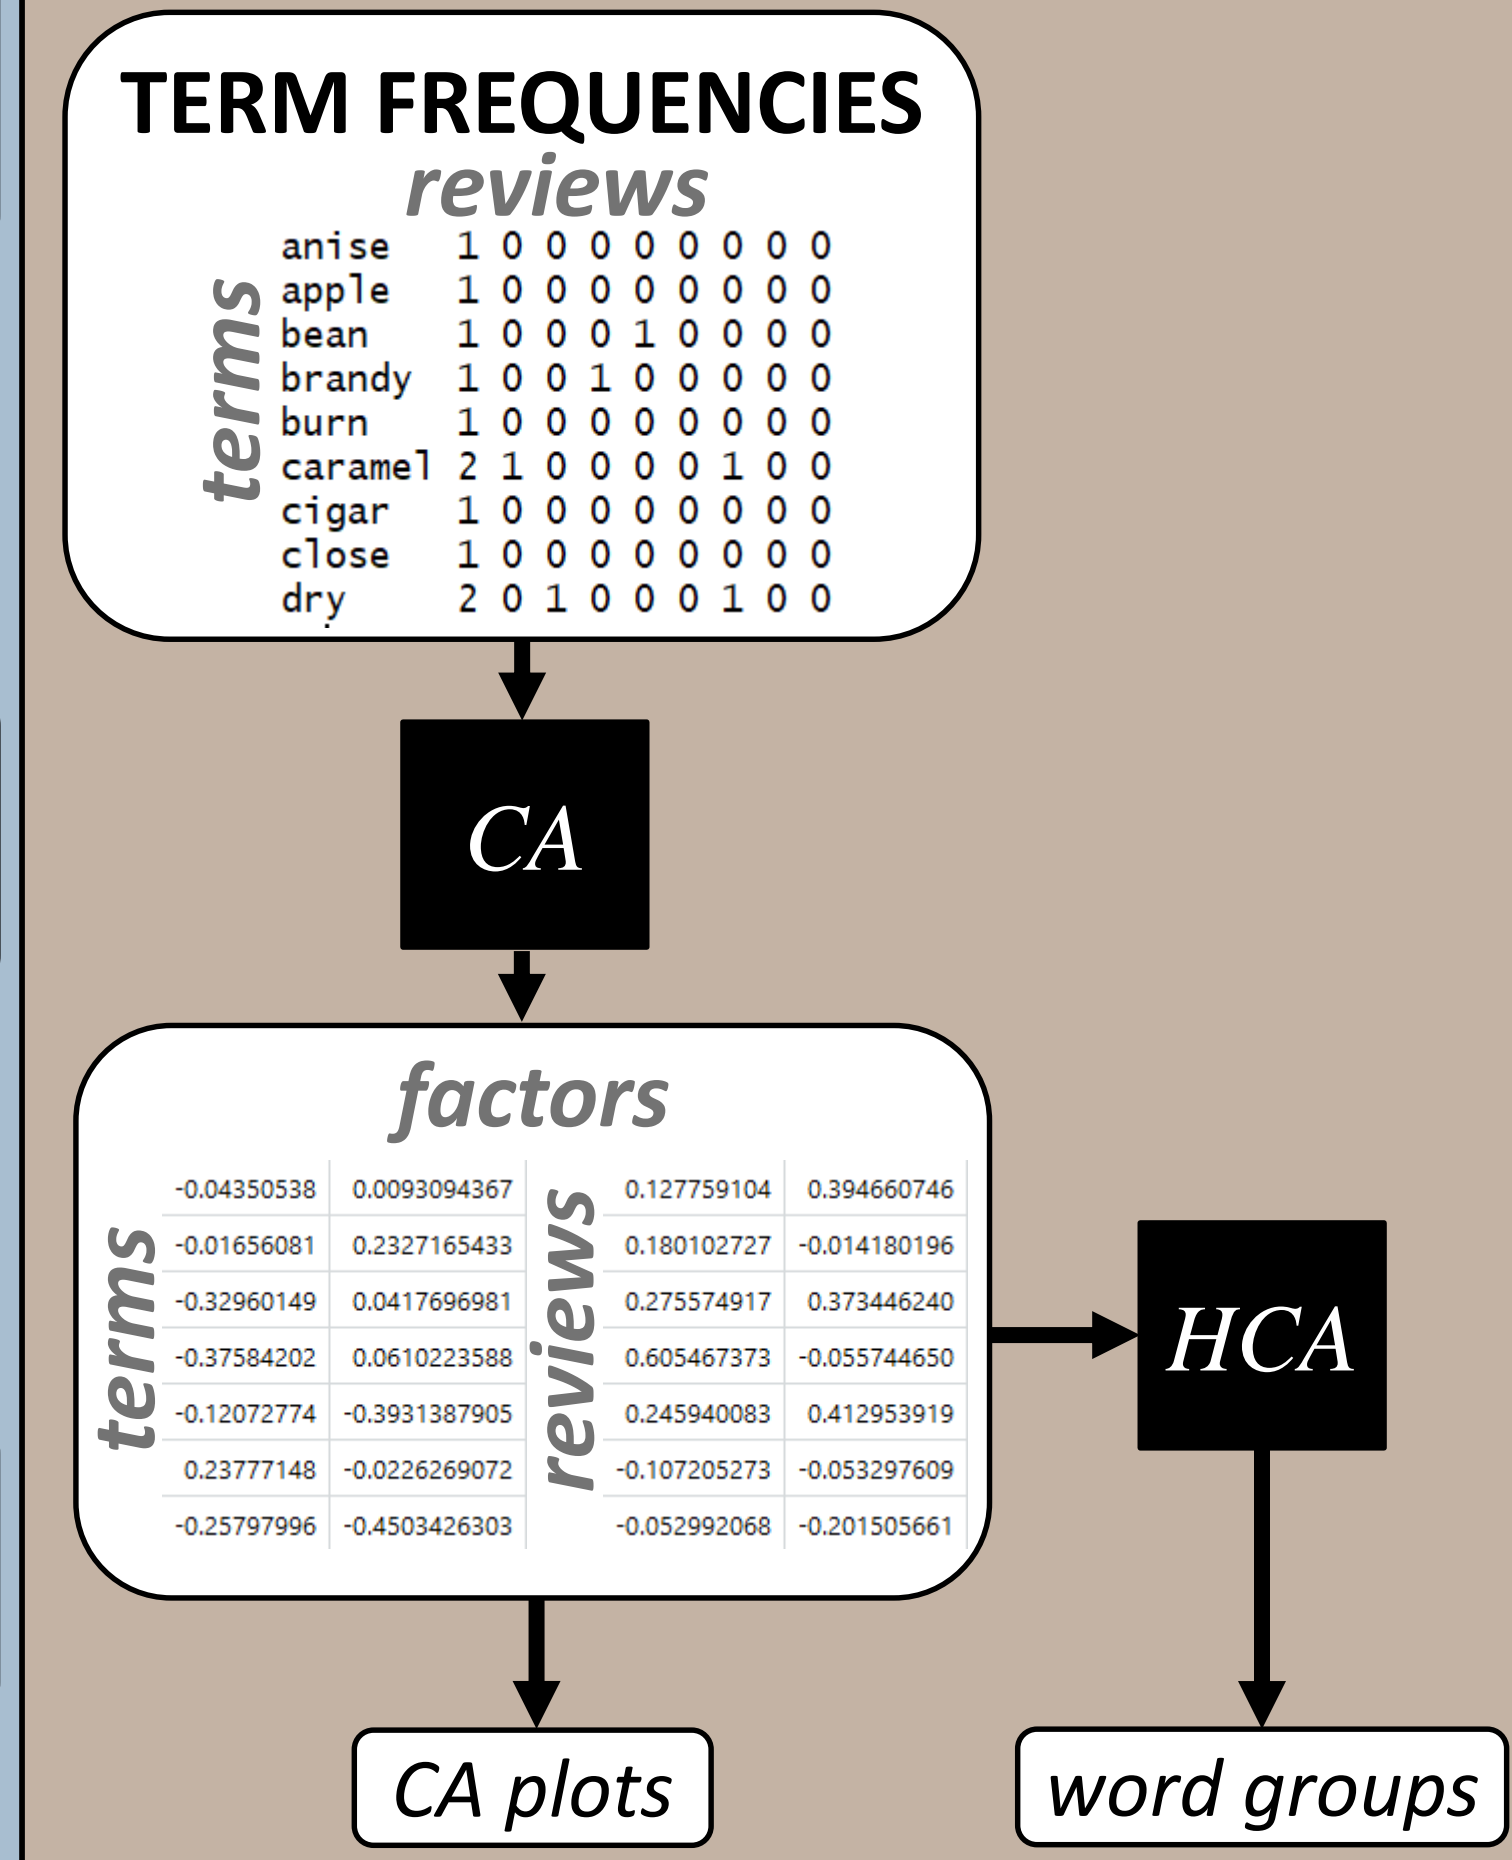 TERM FREQUENCIES
reviews
terms
anise 1 0 0 0 0 0 0 0 0
apple 1 0 0 0 0 0 0 0 0
bean 1 0 0 0 1 0 0 0 0
brandy 1 0 0 1 0 0 0 0 0
burn 1 0 0 0 0 0 0 0 0
caramel 2 1 0 0 0 0 1 0 0
cigar 1 0 0 0 0 0 0 0 0
close 1 0 0 0 0 0 0 0 0
dry 2 0 1 0 0 0 1 0 0
CA
factors
terms
reviews
-0.04350538 0.0093094367 0.127759104 0.394660746
-0.01656081 0.2327165433 0.180102727 -0.014180196
-0.32960149 0.0417696981 0.275574917 0.373446240
-0.37584202 0.0610223588 0.605467373 -0.055744650
-0.12072774 -0.3931387905 0.245940083 0.412953919
0.23777148 -0.0226269072 -0.107205273 -0.053297609
-0.25797996 -0.4503426303 -0.052992068 -0.201505661
HCA
CA plots
word groups